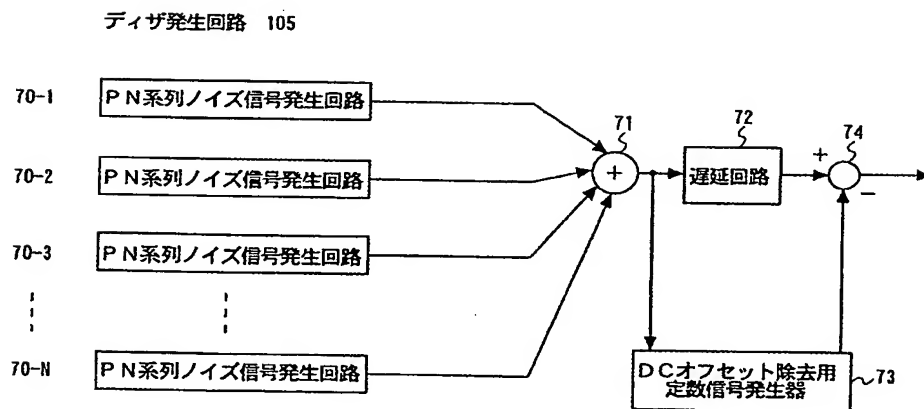 ディザ発生回路 105
70-1 PN系列ノイズ信号発生回路
71
72
74
70-2 PN系列ノイズ信号発生回路
+
遅延回路
+
−
70-3 PN系列ノイズ信号発生回路
70-N PN系列ノイズ信号発生回路
DCオフセット除去用
定数信号発生器
73